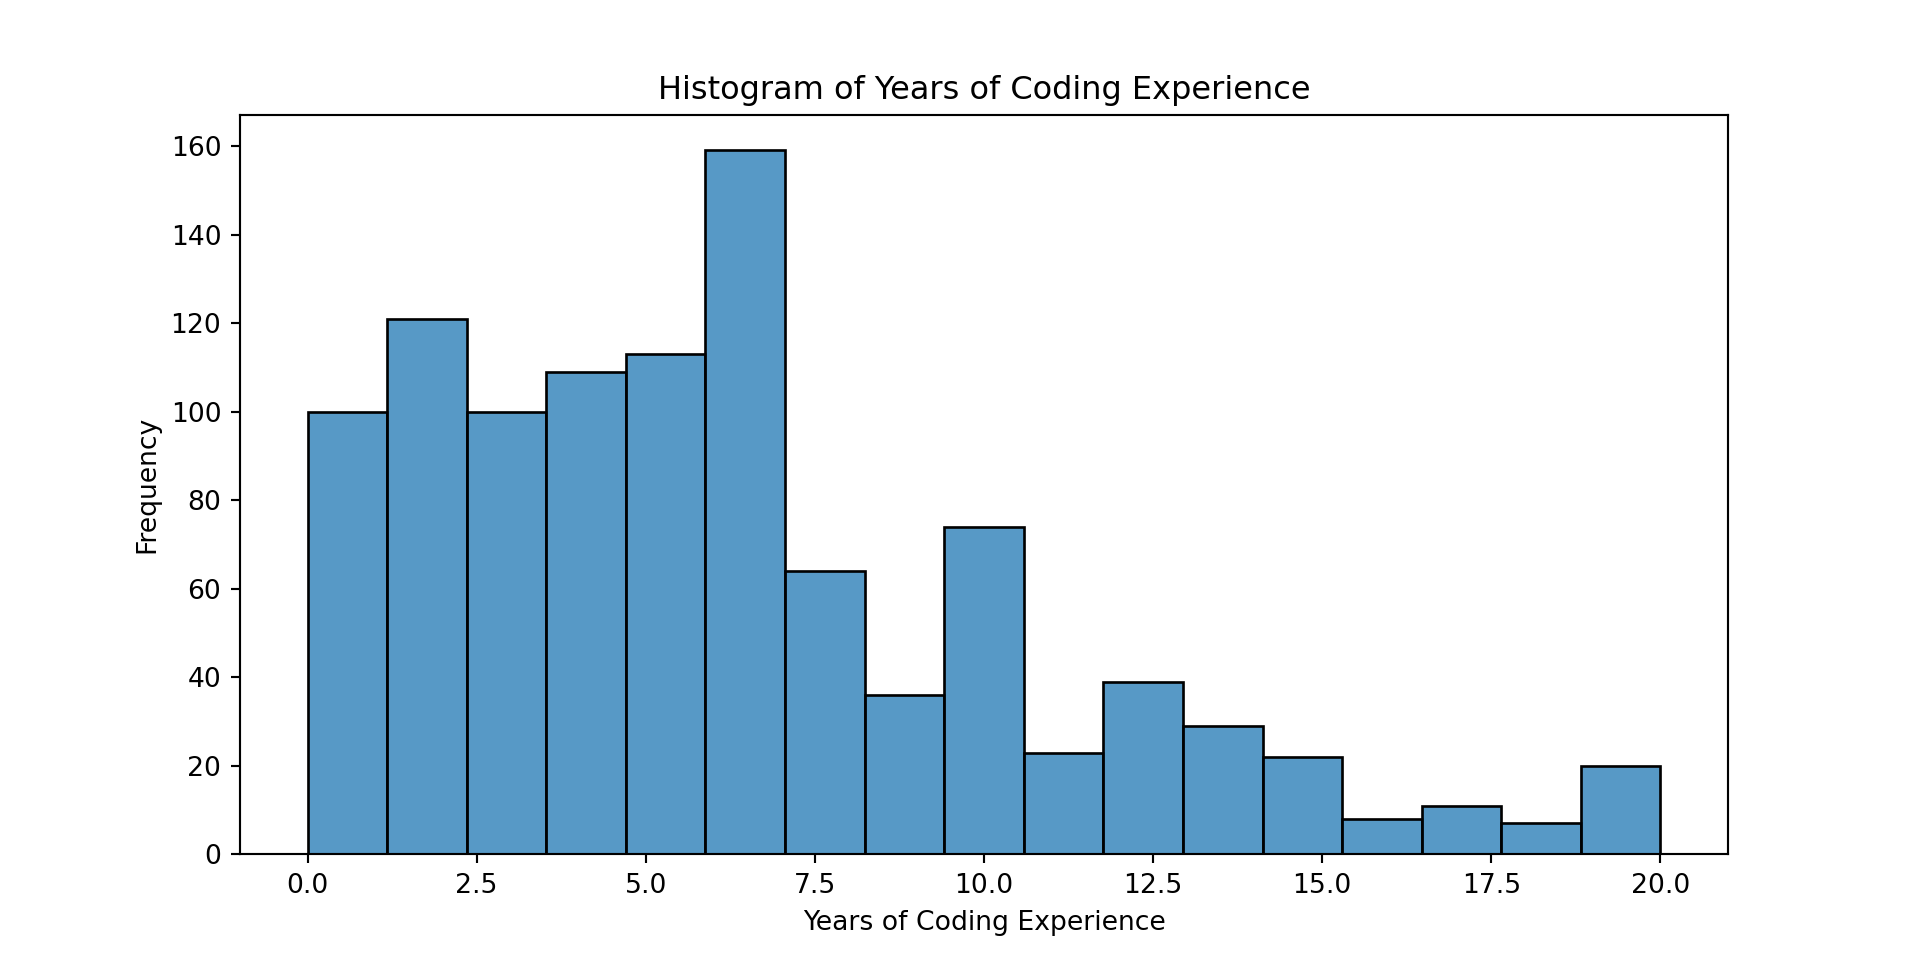 Histogram of Years of Coding Experience
160
140
120
100
80
60
40
20
0
Frequency
0.0 2.5 5.0 7.5 10.0 12.5 15.0 17.5 20.0
Years of Coding Experience